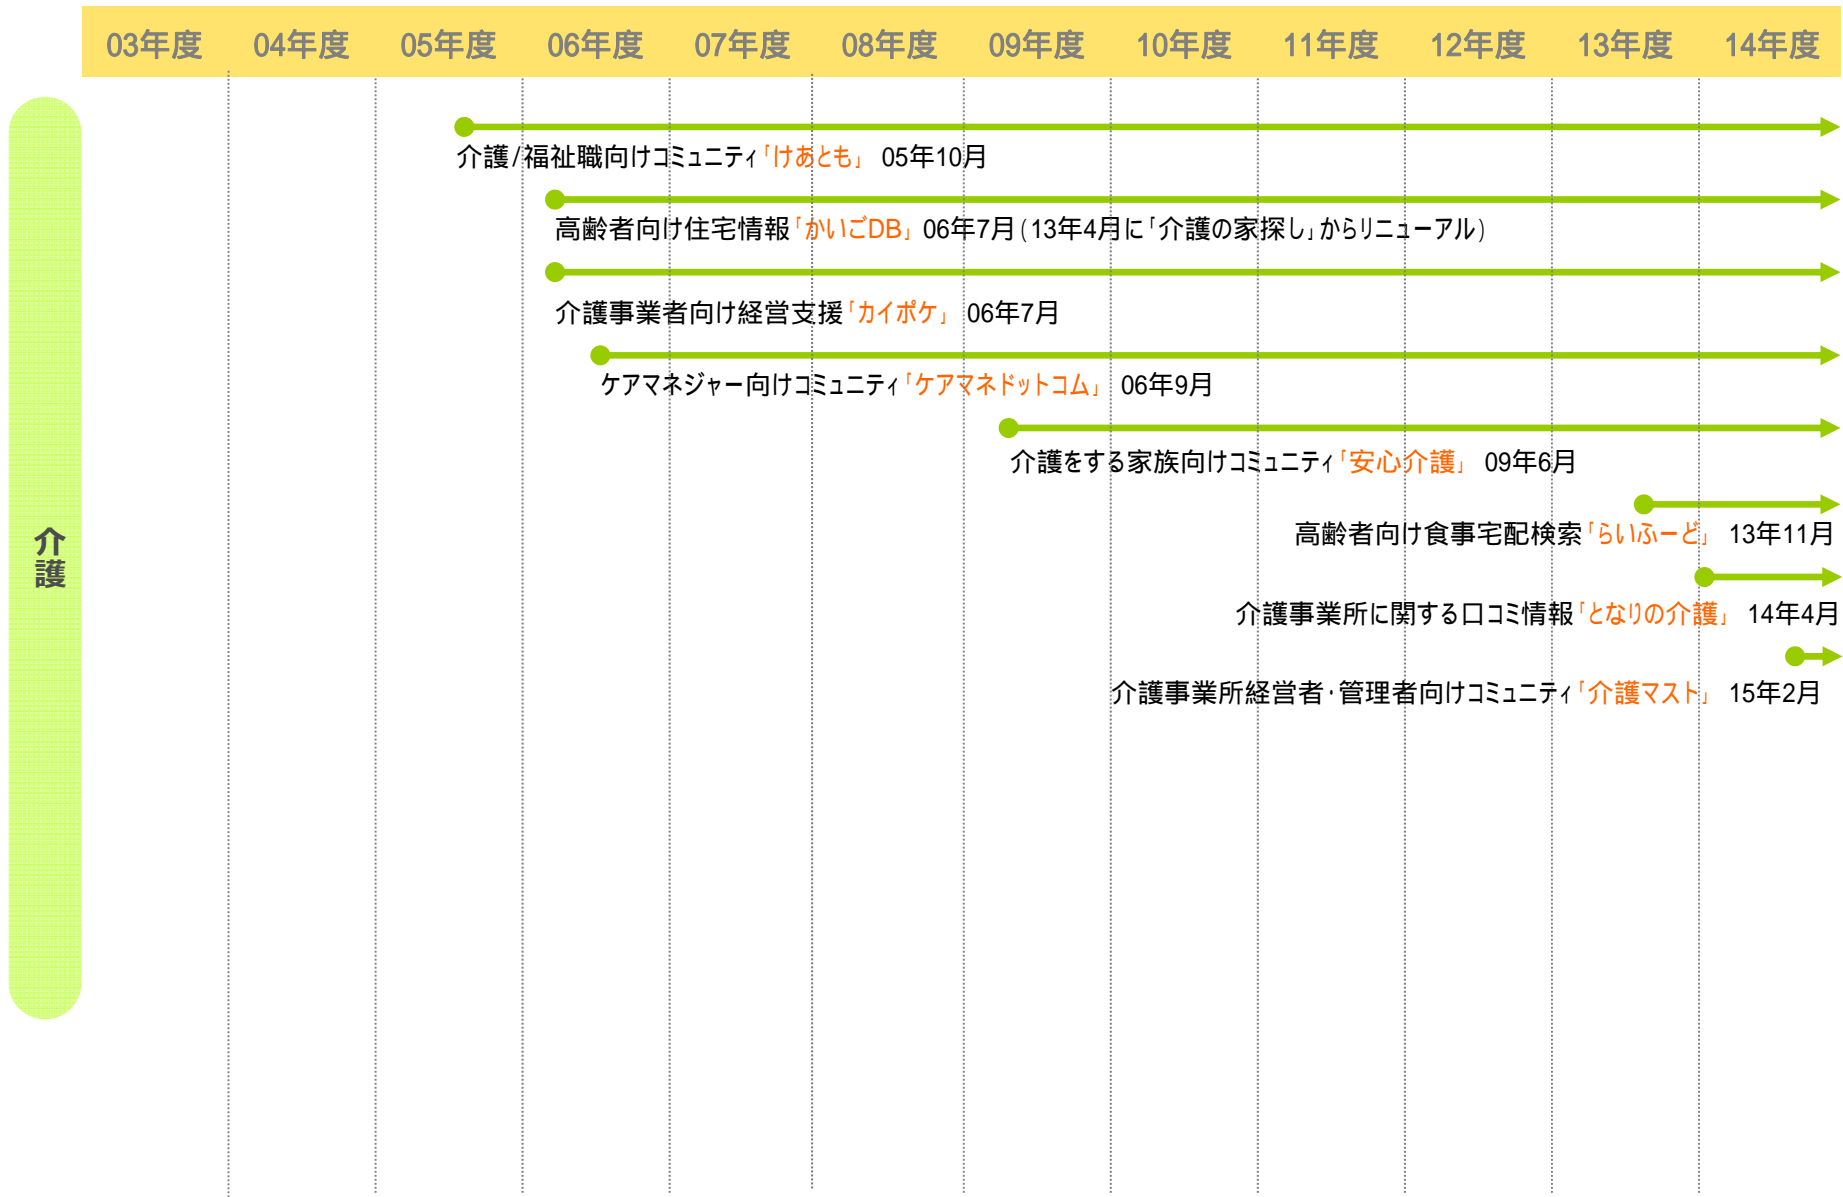 03年度 04年度 05年度 06年度 07年度 08年度 09年度 10年度 11年度 12年度 13年度 14年度
介護
介護/福祉職向けコミュニティ「けあとも」 05年10月
高齢者向け住宅情報「かいごDB」 06年7月(13年4月に「介護の家探し」からリニューアル)
介護事業者向け経営支援「カイポケ」 06年7月
ケアマネジャー向けコミュニティ「ケアマネドットコム」 06年9月
介護をする家族向けコミュニティ「安心介護」 09年6月
高齢者向け食事宅配検索「らいふーど」 13年11月
介護事業所に関する口コミ情報「となりの介護」 14年4月
介護事業所経営者・管理者向けコミュニティ「介護マスト」 15年2月